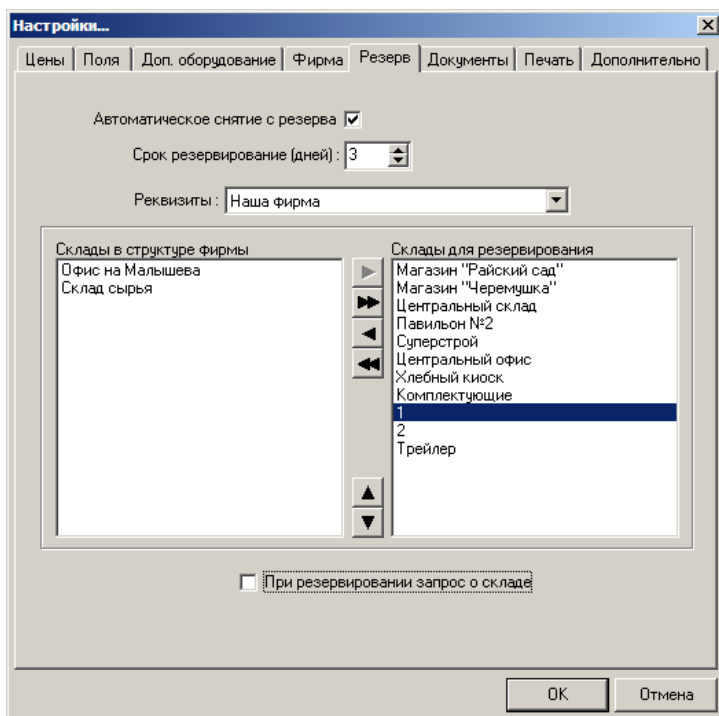 Настройки...
Цены Поля Доп. оборудование Фирма Резерв Документы Печать Дополнительно
Автоматическое снятие с резерва
Срок резервирование (дней) : 3
Реквизиты : Наша фирма
Склады в структуре фирмы
Офис на Малышева
Склад сырья
Склады для резервирования
Магазин "Райский сад"
Магазин "Черемушка"
Центральный склад
Павильон №2
Суперстрой
Центральный офис
Хлебный киоск
Комплектующие
1
2
Трейлер
При резервировании запрос о складе
OK Отмена